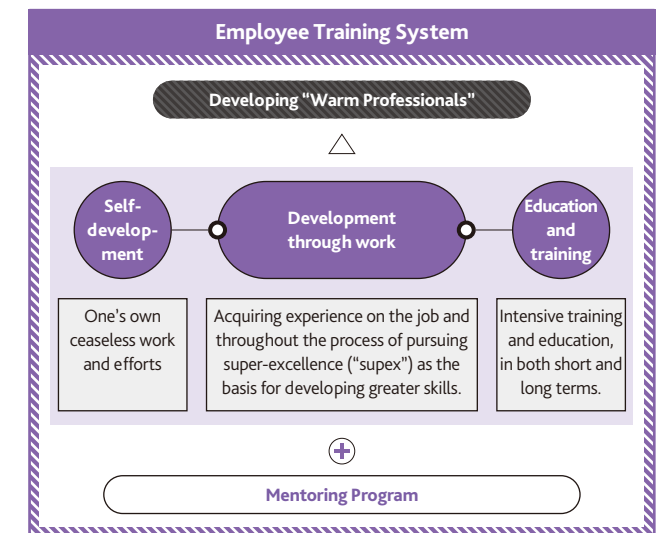 Employee Training System
Developing “Warm Professionals”
Self-
develop-
ment
Development
through work
Education
and
training
One's own
ceaseless work
and efforts
Acquiring experience on the job and
throughout the process of pursuing
super-excellence (“supex”) as the
basis for developing greater skills.
Intensive training
and education,
in both short and
long terms.
Mentoring Program